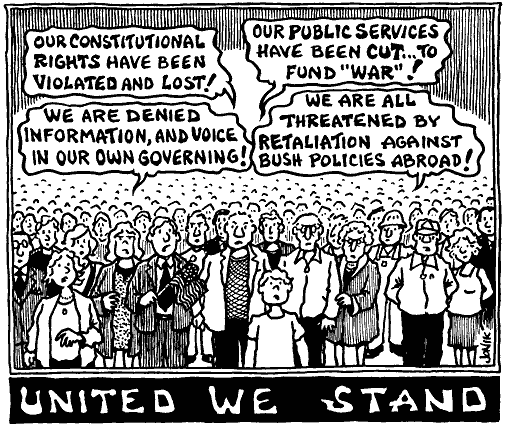 OUR CONSTITUTIONAL
RIGHTS HAVE BEEN
VIOLATED AND LOST!
OUR PUBLIC SERVICES
HAVE BEEN CUT...TO
FUND "WAR"!
WE ARE DENIED
INFORMATION, AND VOICE
IN OUR OWN GOVERNING!
WE ARE ALL
THREATENED BY
RETALIATION AGAINST
BUSH POLICIES ABROAD!
JONIK
UNITED WE STAND